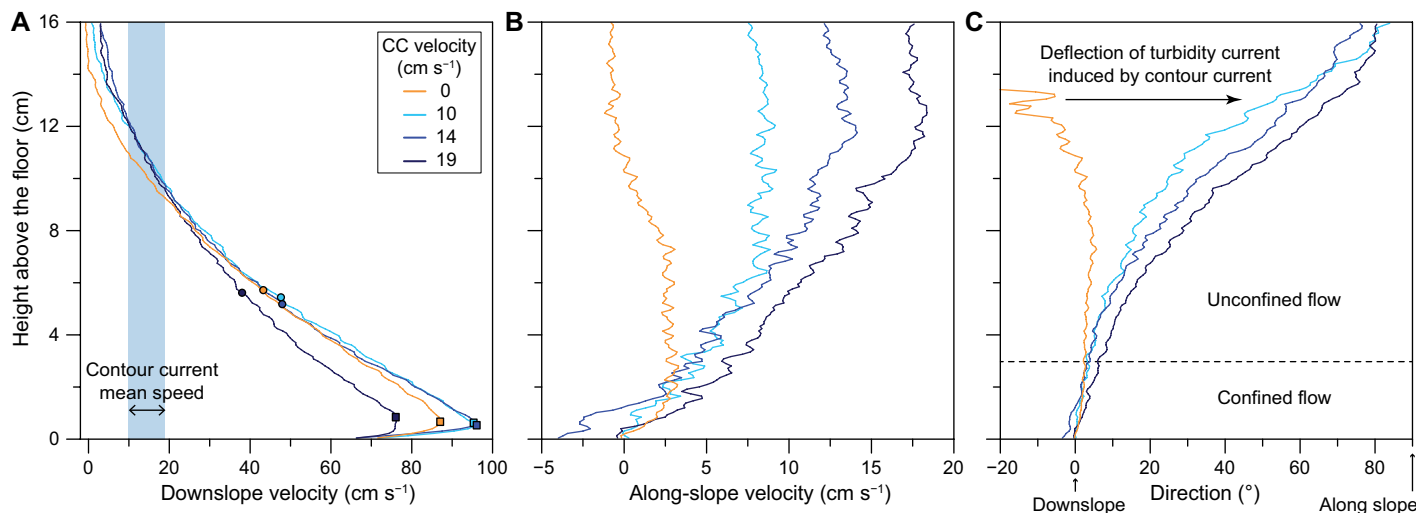 A
B
C
16
12
8
4
0
Height above the floor (cm)
CC velocity
(cm s⁻¹)
0
10
14
19
Contour current
mean speed
0
20
40
60
80
100
Downslope velocity (cm s⁻¹)
−5
0
5
10
15
20
Along-slope velocity (cm s⁻¹)
Deflection of turbidity current
induced by contour current
Unconfined flow
Confined flow
−20
0
20
40
60
80
Direction (°)
Downslope
Along slope